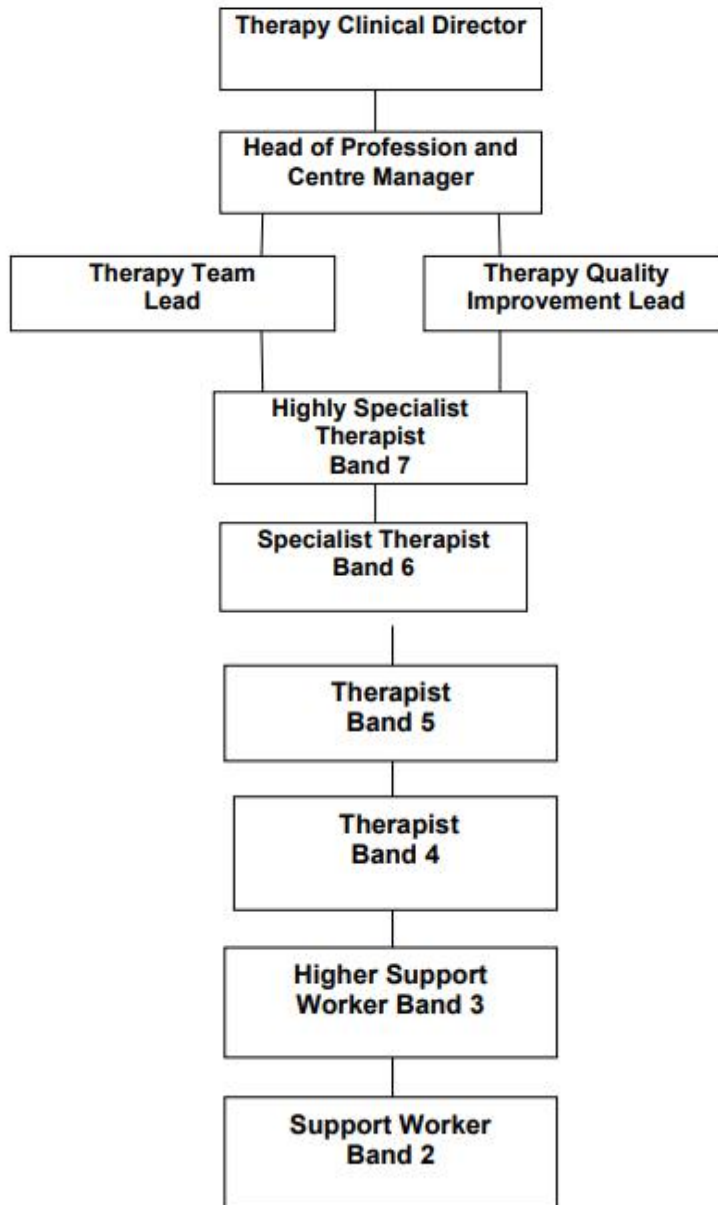 Therapy Clinical Director
Head of Profession and
Centre Manager
Therapy Team
Lead
Therapy Quality
Improvement Lead
Highly Specialist
Therapist
Band 7
Specialist Therapist
Band 6
Therapist
Band 5
Therapist
Band 4
Higher Support
Worker Band 3
Support Worker
Band 2